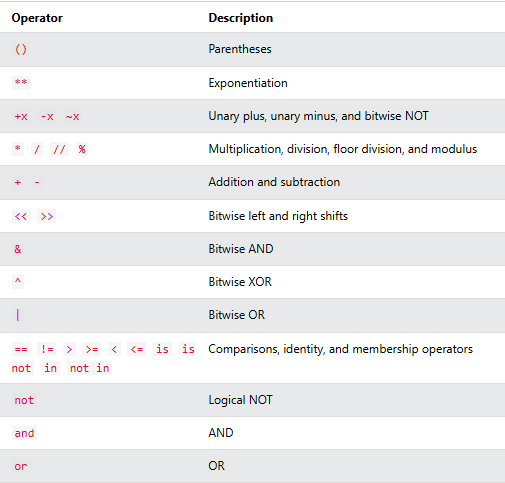 Operator Description
() Parentheses
** Exponentiation
+x -x ~x Unary plus, unary minus, and bitwise NOT
* / // % Multiplication, division, floor division, and modulus
+ - Addition and subtraction
<< >> Bitwise left and right shifts
& Bitwise AND
^ Bitwise XOR
| Bitwise OR
== != > >= < <= is is Comparisons, identity, and membership operators
not in not in
not Logical NOT
and AND
or OR